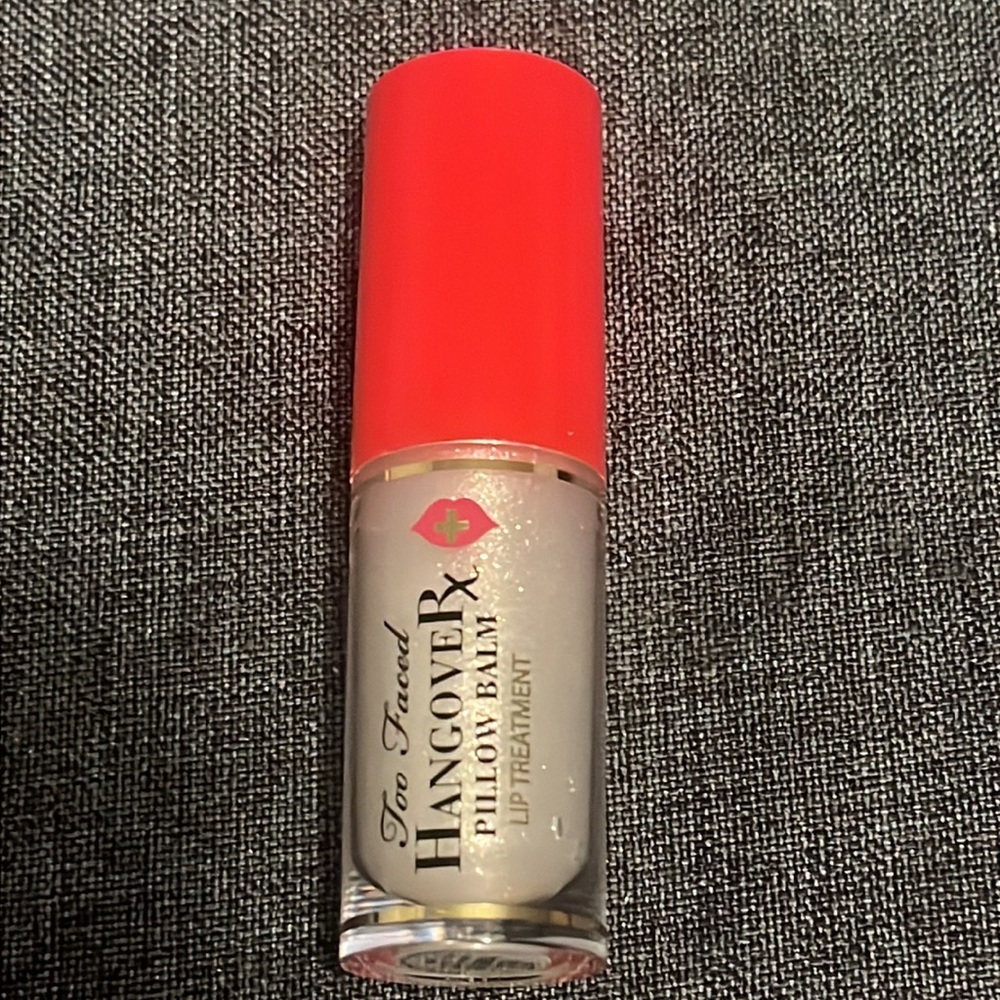 Too Faced
HANGOVERx
PILLOW BALM
LIP TREATMENT